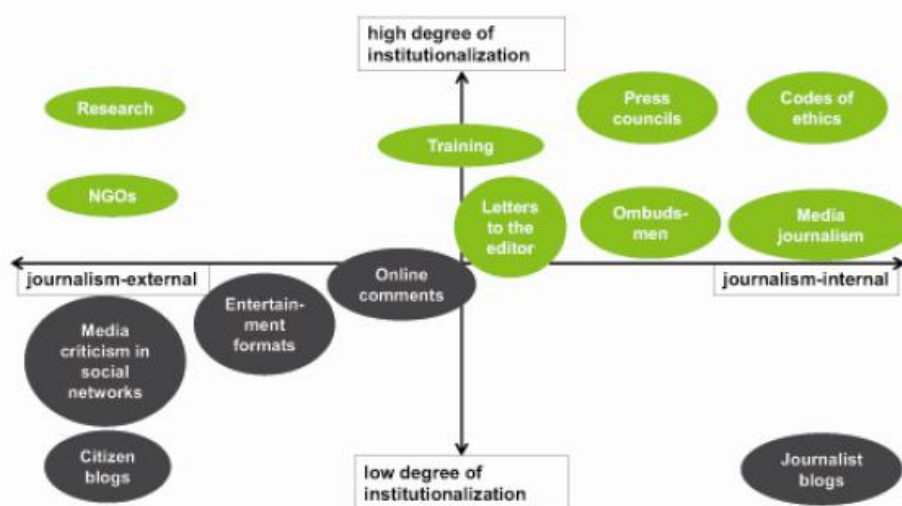 high degree of
institutionalization
Research
Press
councils
Codes of
ethics
Training
NGOs
Letters
to the
editor
Ombuds-
men
Media
journalism
journalism-external
Online
comments
journalism-internal
Entertain-
ment
formats
Media
criticism in
social
networks
Citizen
blogs
low degree of
institutionalization
Journalist
blogs